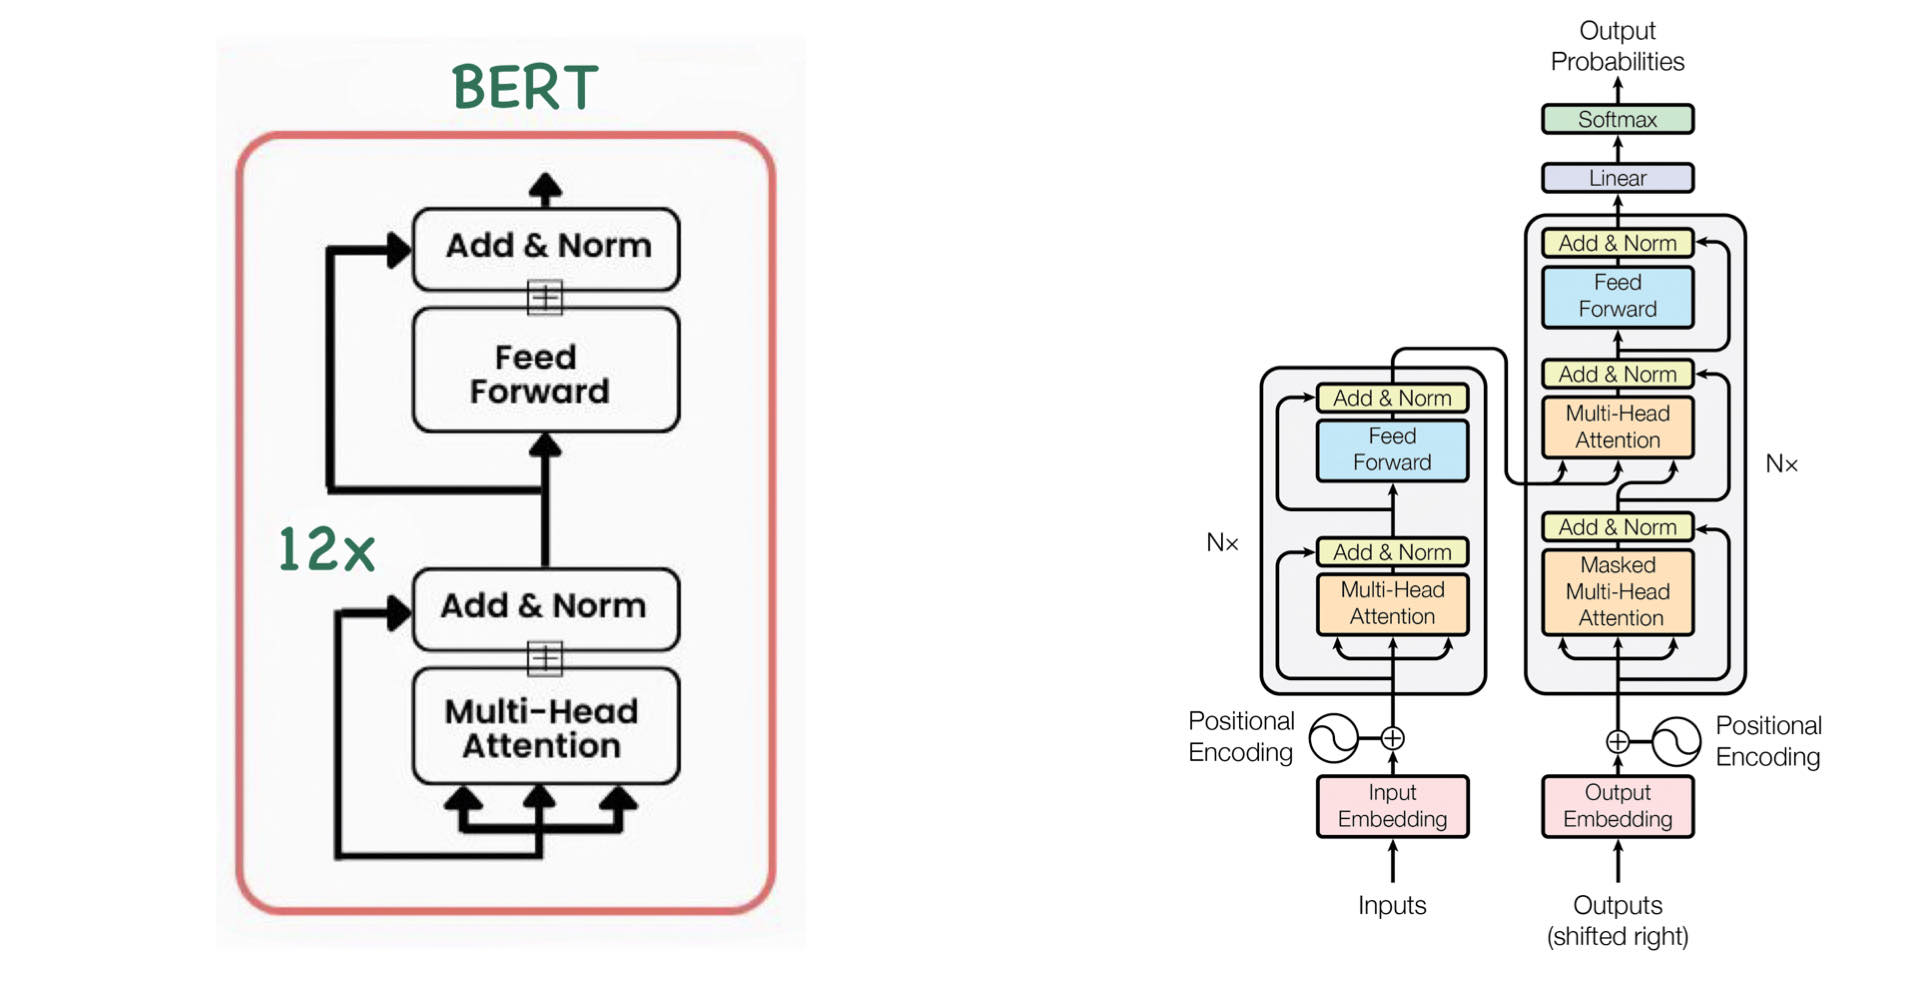 BERT
Add & Norm
Feed
Forward
12x
Add & Norm
Multi-Head
Attention
Output
Probabilities
Softmax
Linear
Add & Norm
Feed
Forward
Add & Norm
Multi-Head
Attention
N×
Add & Norm
Masked
Multi-Head
Attention
Add & Norm
Feed
Forward
N×
Add & Norm
Multi-Head
Attention
Positional
Encoding
Positional
Encoding
Input
Embedding
Output
Embedding
Inputs
Outputs
(shifted right)